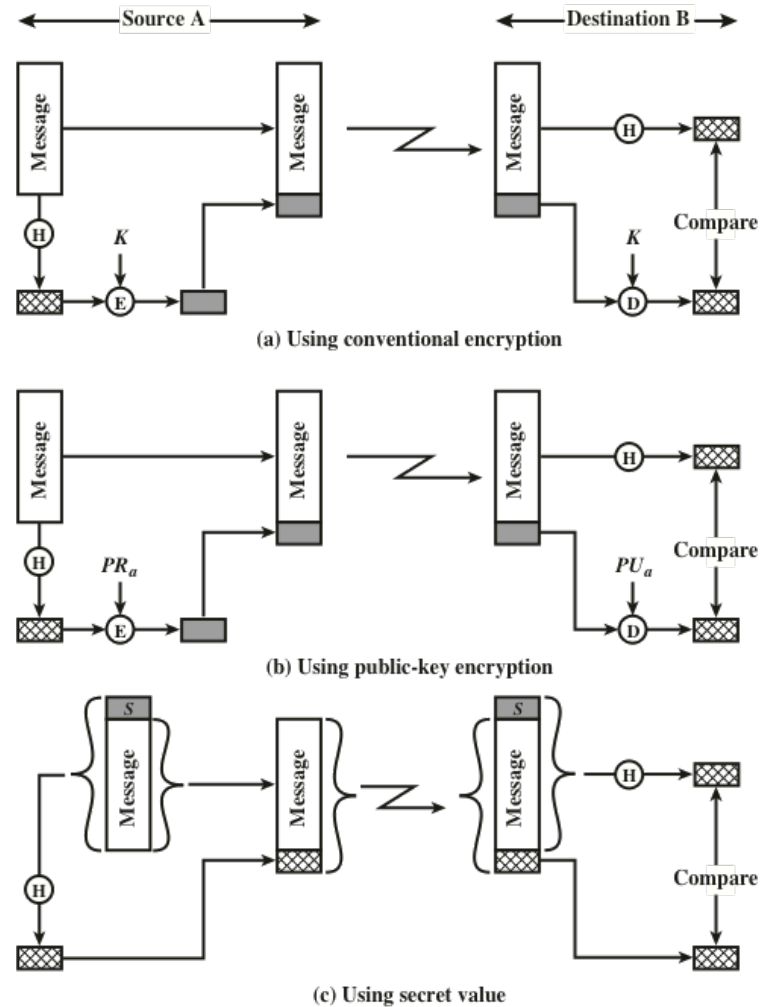 Source A
Destination B
Message
Message
Message
H
H
K
K
Compare
E
D
(a) Using conventional encryption
Message
Message
Message
H
H
PRa
PUa
Compare
E
D
(b) Using public-key encryption
S
S
Message
Message
Message
H
H
Compare
(c) Using secret value